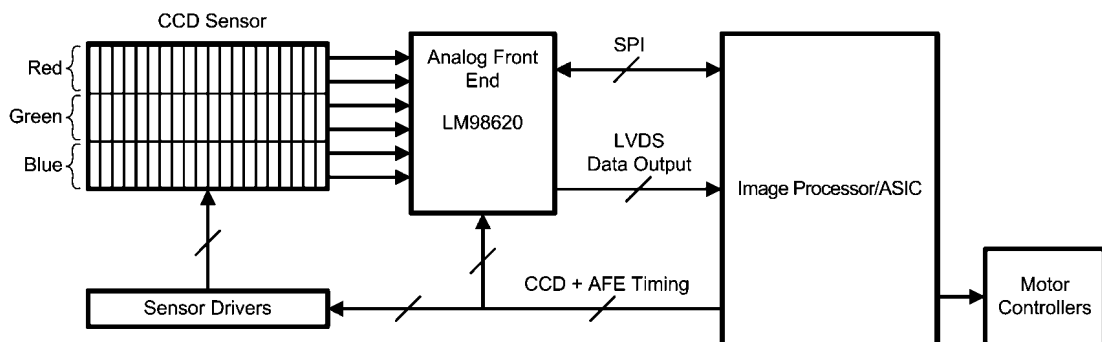 CCD Sensor
Red
Green
Blue
Analog Front
End
LM98620
SPI
LVDS
Data Output
Image Processor/ASIC
CCD + AFE Timing
Sensor Drivers
Motor
Controllers